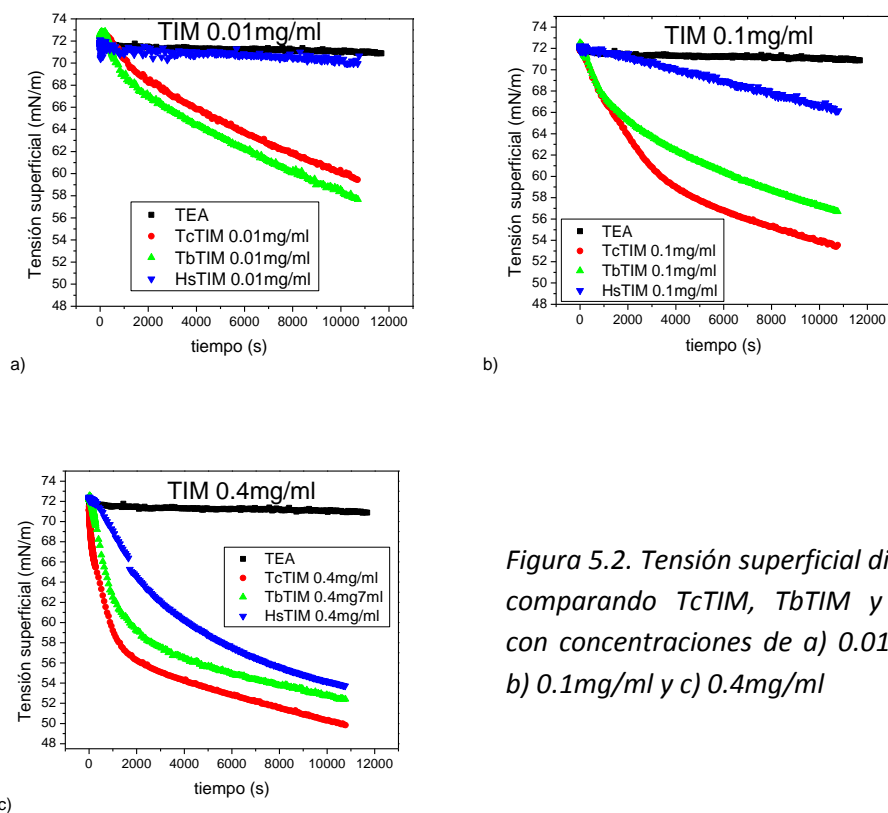 TIM 0.01mg/ml
74
72
70
68
66
64
62
60
58
56
54
52
50
48
Tensión superficial (mN/m)
TEA
TcTIM 0.01mg/ml
TbTIM 0.01mg/ml
HsTIM 0.01mg/ml
0 2000 4000 6000 8000 10000 12000
tiempo (s)
a)
TIM 0.1mg/ml
74
72
70
68
66
64
62
60
58
56
54
52
50
48
Tensión superficial (mN/m)
TEA
TcTIM 0.1mg/ml
TbTIM 0.1mg/ml
HsTIM 0.1mg/ml
0 2000 4000 6000 8000 10000 12000
tiempo (s)
b)
TIM 0.4mg/ml
74
72
70
68
66
64
62
60
58
56
54
52
50
48
Tensión superficial (mN/m)
TEA
TcTIM 0.4mg/ml
TbTIM 0.4mg7ml
HsTIM 0.4mg/ml
0 2000 4000 6000 8000 10000 12000
tiempo (s)
c)
Figura 5.2. Tensión superficial di
comparando TcTIM, TbTIM y
con concentraciones de a) 0.01
b) 0.1mg/ml y c) 0.4mg/ml